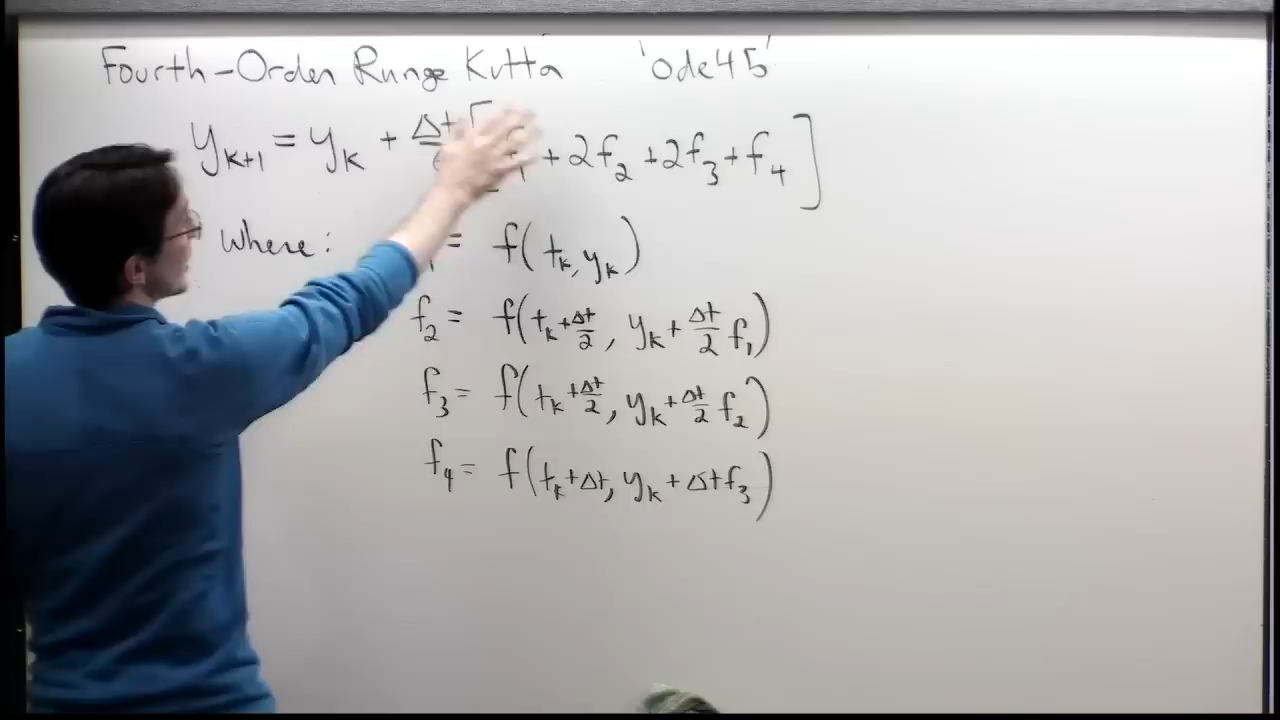 Fourth-Order Runge Kutta 'ode45'
y_{k+1} = y_k + Δt [ f_1 + 2f_2 + 2f_3 + f_4 ]
Where: = f(t_k, y_k)
f_2 = f(t_k + Δt/2, y_k + Δt/2 f_1)
f_3 = f(t_k + Δt/2, y_k + Δt/2 f_2)
f_4 = f(t_k + Δt, y_k + Δt f_3)